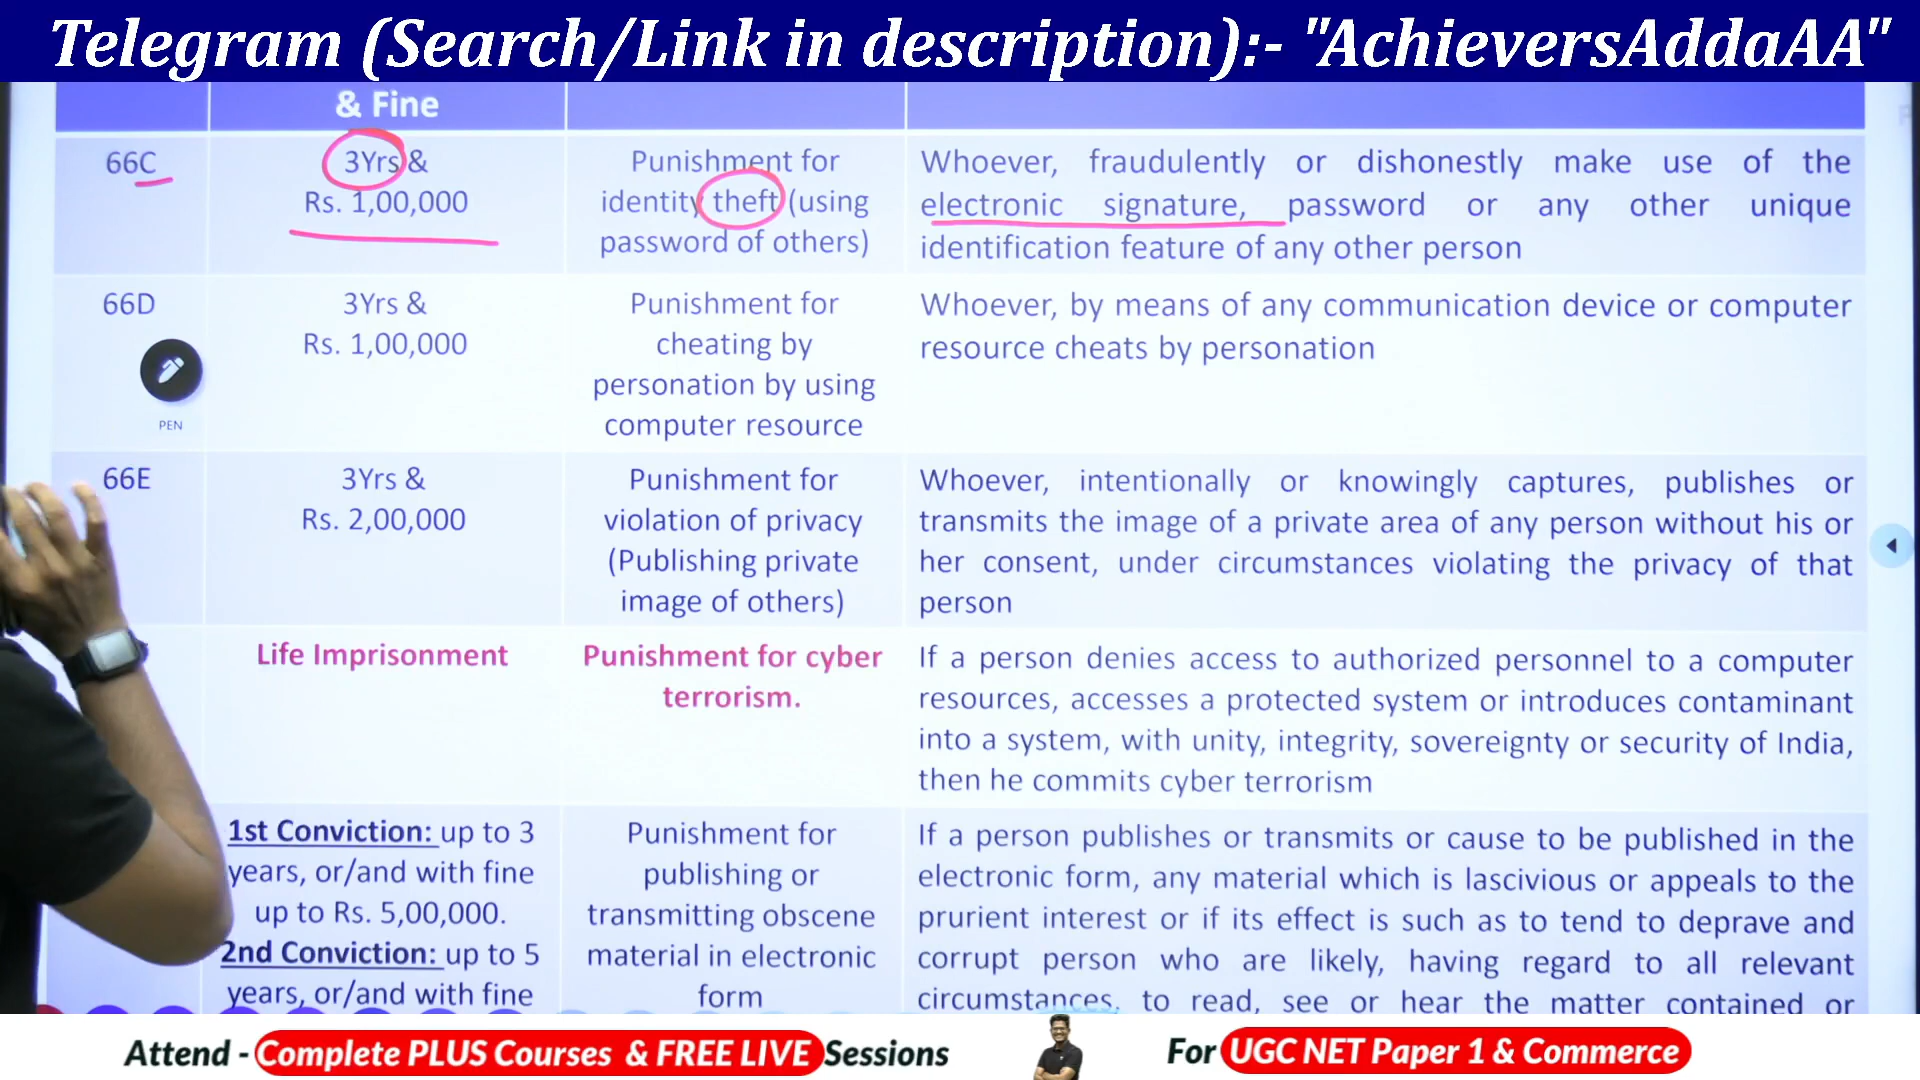 Telegram (Search/Link in description):- "AchieversAddaAA"
& Fine
66C
3Yrs &
Rs. 1,00,000
Punishment for
identity theft (using
password of others)
Whoever, fraudulently or dishonestly make use of the
electronic signature, password or any other unique
identification feature of any other person
66D
3Yrs &
Rs. 1,00,000
Punishment for
cheating by
personation by using
computer resource
Whoever, by means of any communication device or computer
resource cheats by personation
PEN
66E
3Yrs &
Rs. 2,00,000
Punishment for
violation of privacy
(Publishing private
image of others)
Whoever, intentionally or knowingly captures, publishes or
transmits the image of a private area of any person without his or
her consent, under circumstances violating the privacy of that
person
Life Imprisonment
Punishment for cyber
terrorism.
If a person denies access to authorized personnel to a computer
resources, accesses a protected system or introduces contaminant
into a system, with unity, integrity, sovereignty or security of India,
then he commits cyber terrorism
1st Conviction: up to 3
years, or/and with fine
up to Rs. 5,00,000.
2nd Conviction: up to 5
years, or/and with fine
Punishment for
publishing or
transmitting obscene
material in electronic
form
If a person publishes or transmits or cause to be published in the
electronic form, any material which is lascivious or appeals to the
prurient interest or if its effect is such as to tend to deprave and
corrupt person who are likely, having regard to all relevant
circumstances, to read, see or hear the matter contained or
Attend - Complete PLUS Courses & FREE LIVE Sessions
For UGC NET Paper 1 & Commerce